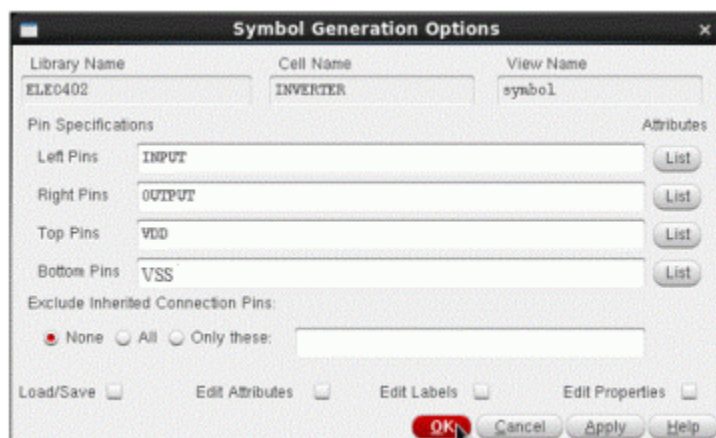 Symbol Generation Options
Library Name Cell Name View Name
ELEC402 INVERTER symbol
Pin Specifications Attributes
Left Pins INPUT List
Right Pins OUTPUT List
Top Pins VDD List
Bottom Pins VSS List
Exclude Inherited Connection Pins:
None All Only these:
Load/Save Edit Attributes Edit Labels Edit Properties
OK Cancel Apply Help